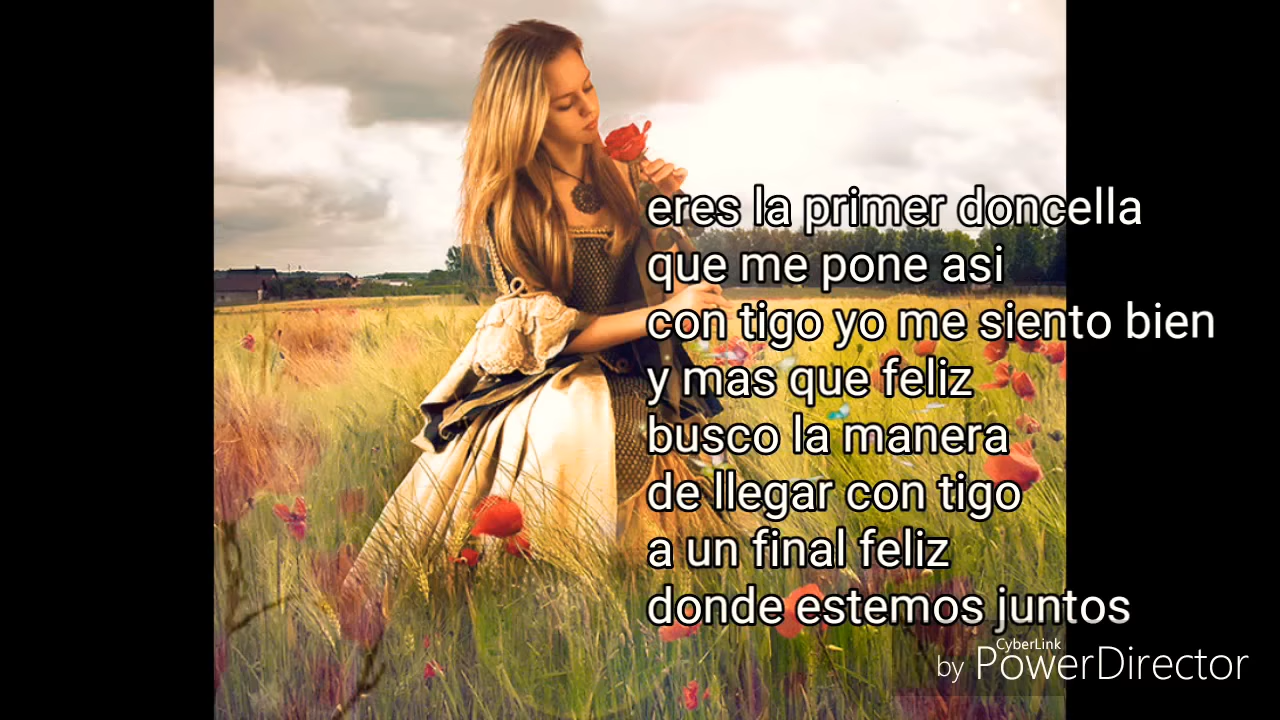 eres la primer doncella
que me pone asi
con tigo yo me siento bien
y mas que feliz
busco la manera
de llegar con tigo
a un final feliz
donde estemos juntos
CyberLink
by PowerDirector